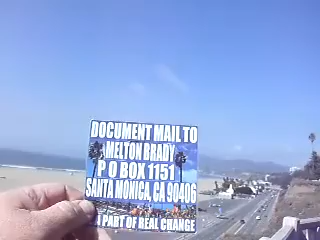 DOCUMENT MAIL TO
MELTON BRADY
P O BOX 1151
SANTA MONICA, CA 90406
A PART OF REAL CHANGE